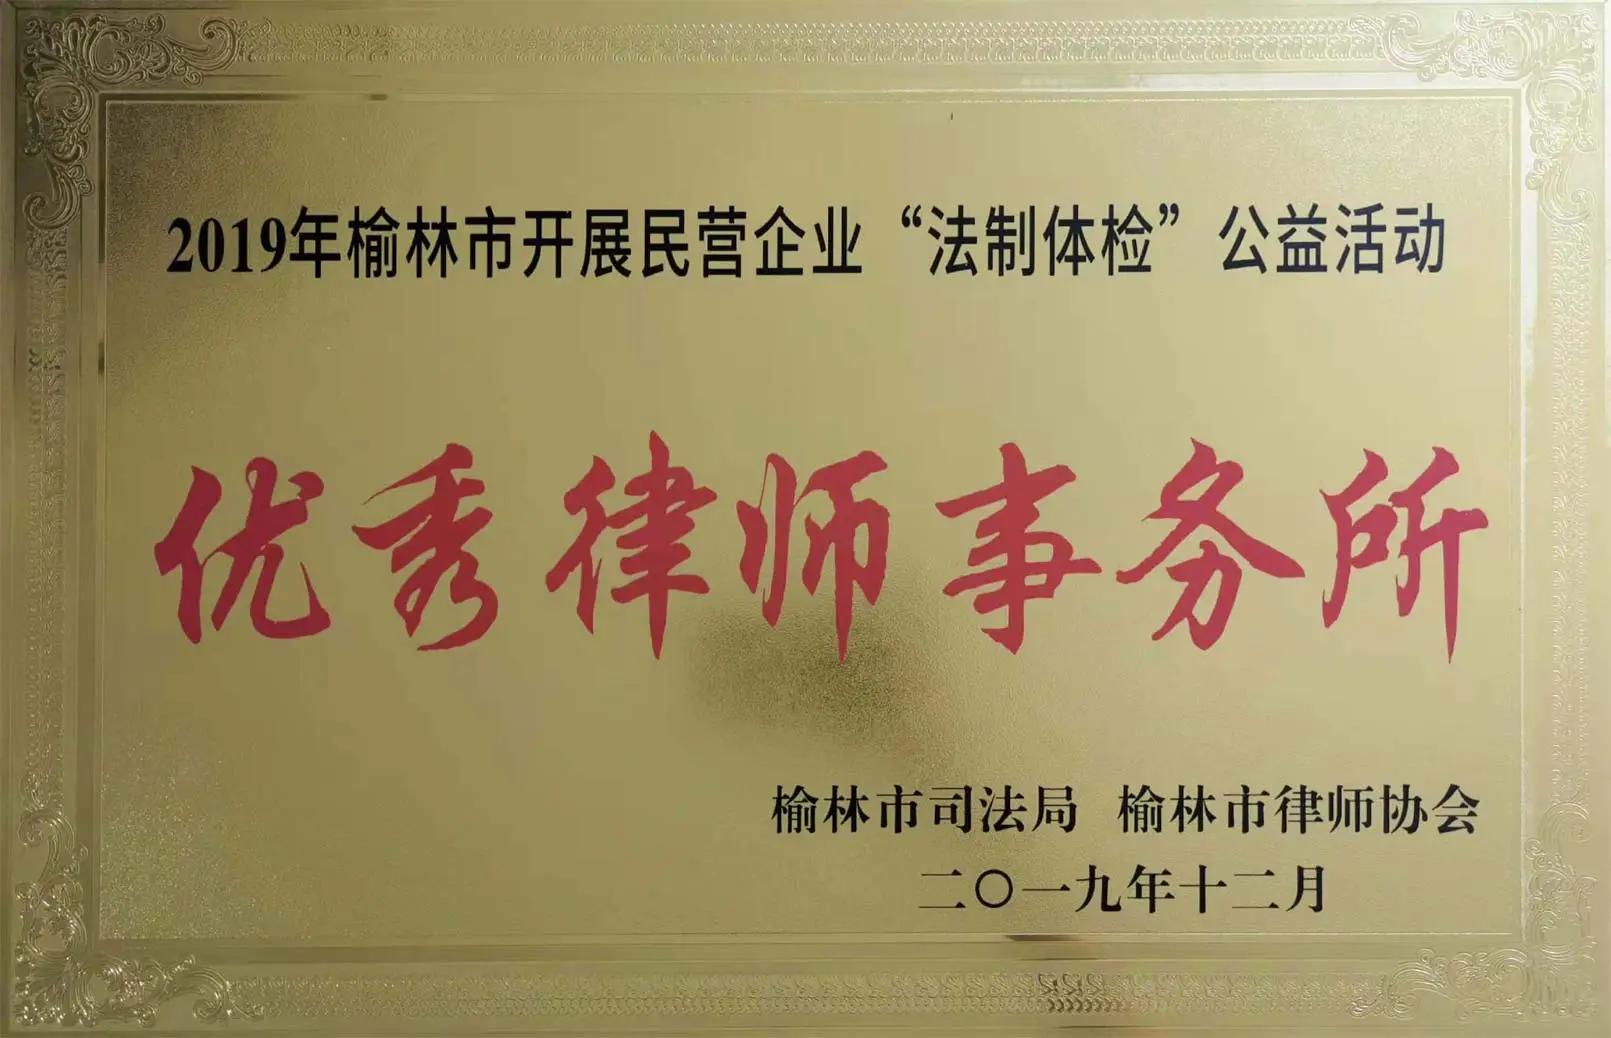 2019年榆林市开展民营企业“法制体检”公益活动
优秀律师事务所
榆林市司法局 榆林市律师协会
二〇一九年十二月